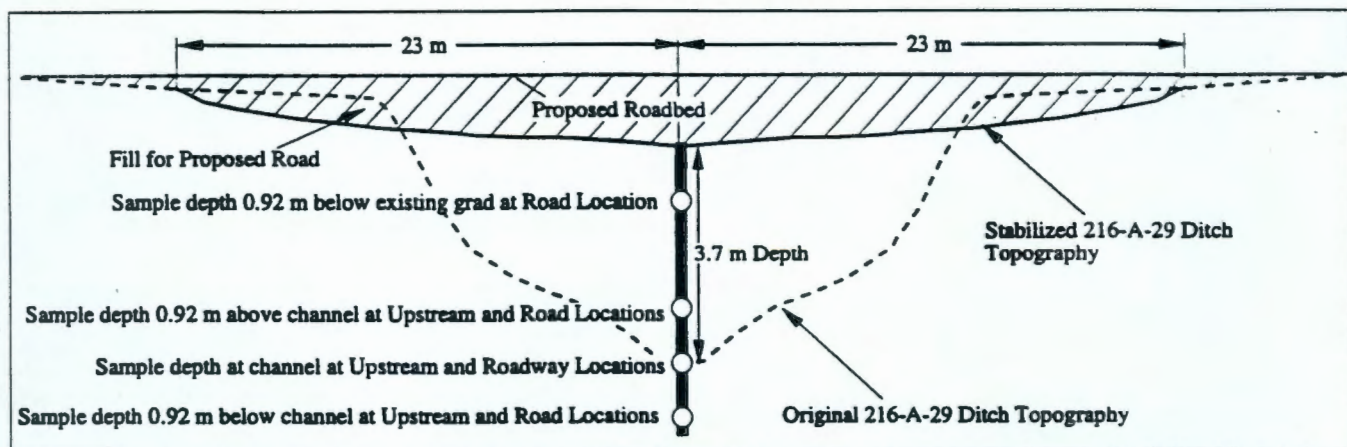 23 m
23 m
Proposed Roadbed
Fill for Proposed Road
Sample depth 0.92 m below existing grad at Road Location
Stabilized 216-A-29 Ditch
Topography
3.7 m Depth
Sample depth 0.92 m above channel at Upstream and Road Locations
Sample depth at channel at Upstream and Roadway Locations
Sample depth 0.92 m below channel at Upstream and Road Locations
Original 216-A-29 Ditch Topography